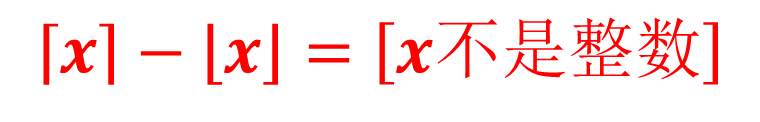 ⌈x⌉ − ⌊x⌋ = [x不是整数]